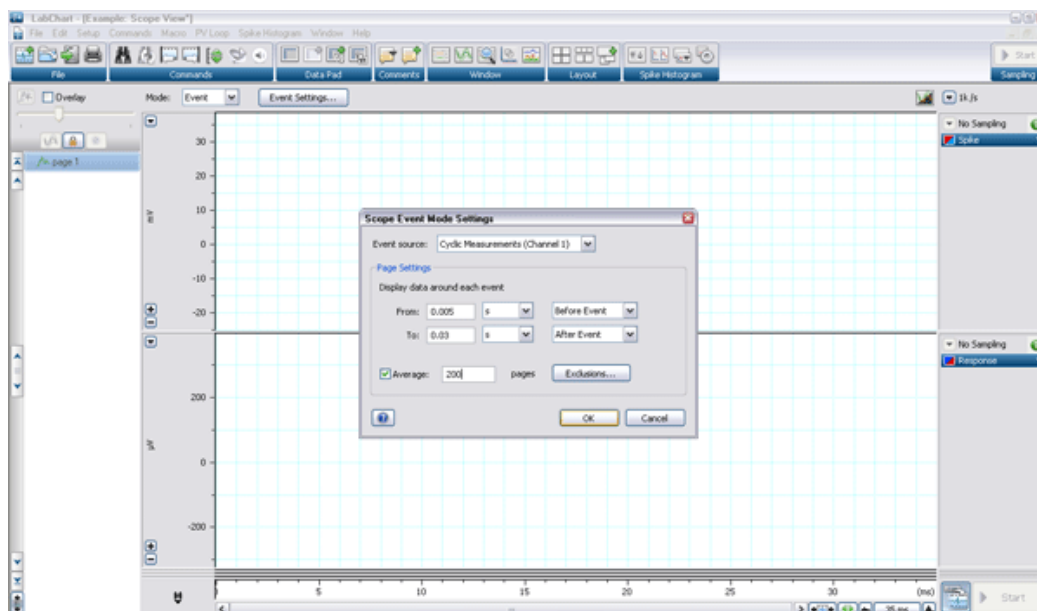 LabChart - [Example: Scope View*]
File Edit Setup Commands Macro PV Loop Spike Histogram Window Help
File Commands Data Pad Comments Window Layout Spike Histogram Sampling
Start
Overlay Mode: Event Event Settings... 1k /s
page 1
No Sampling
Spike
30
20
10
mV
0
-10
-20
Scope Event Mode Settings
Event source: Cyclic Measurements (Channel 1)
Page Settings
Display data around each event
From: 0.005 s Before Event
To: 0.03 s After Event
Average: 200 pages Exclusions...
OK Cancel
No Sampling
Response
200
µV
0
-200
5 10 15 20 25 30 (ms)
35 ms
Start